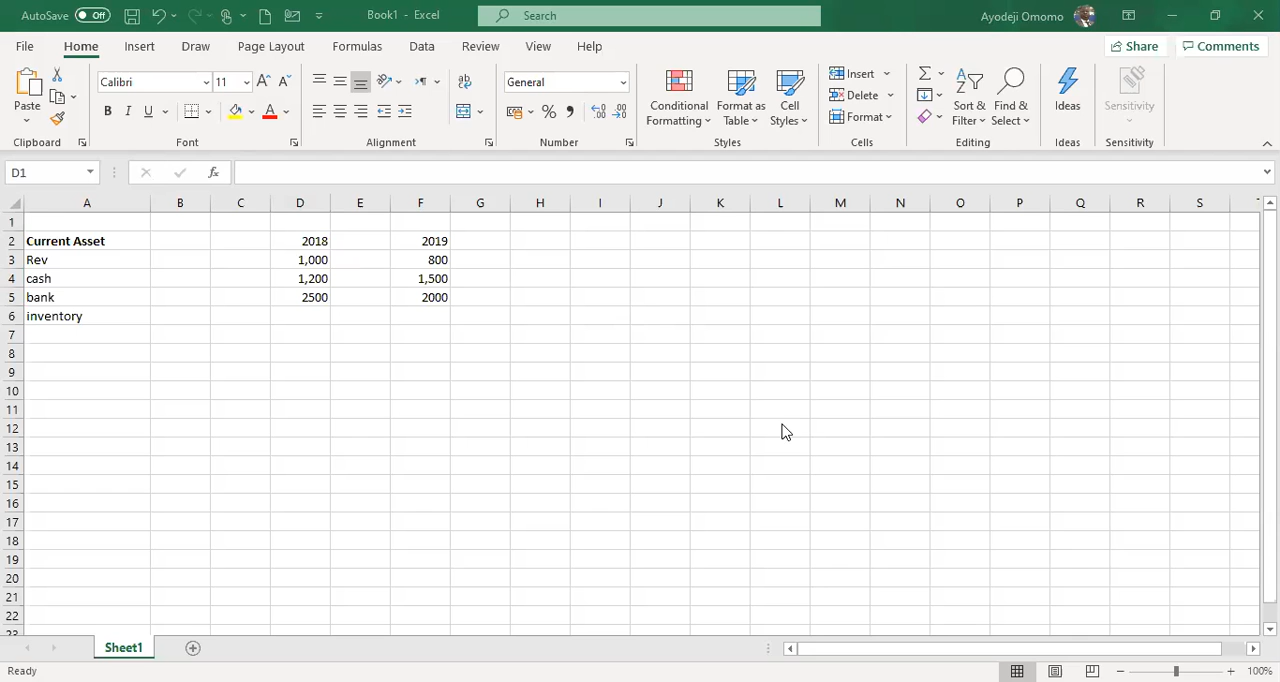 AutoSave Off Book1 - Excel Search Ayodeji Omomo
File Home Insert Draw Page Layout Formulas Data Review View Help Share Comments
Paste Calibri 11 General Conditional Formatting Format as Table Cell Styles Insert Delete Format Sort & Filter Find & Select Ideas Sensitivity
Clipboard Font Alignment Number Styles Cells Editing Ideas Sensitivity
D1 fx
A B C D E F G H I J K L M N O P Q R S T
1
2 Current Asset 2018 2019
3 Rev 1,000 800
4 cash 1,200 1,500
5 bank 2500 2000
6 inventory
7
8
9
10
11
12
13
14
15
16
17
18
19
20
21
22
23
Sheet1
Ready 100%